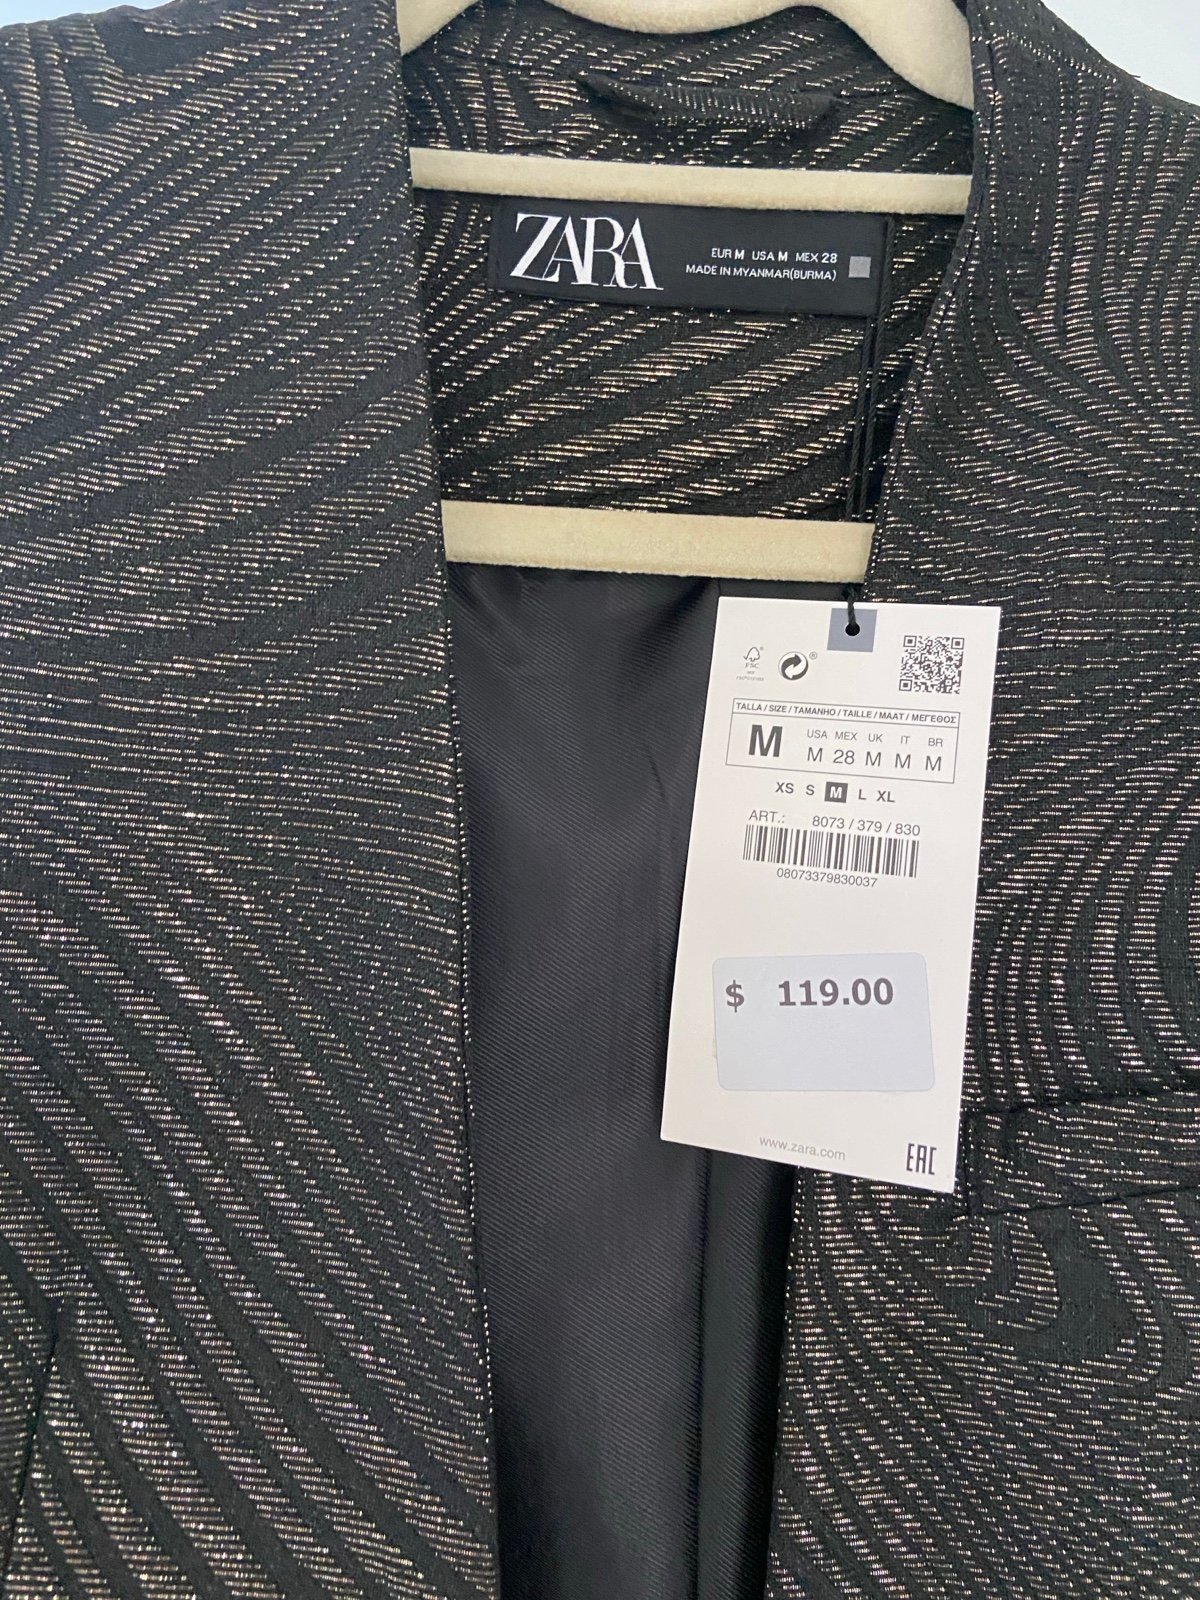 ZARA
EUR M USA M MEX 28
MADE IN MYANMAR(BURMA)
FSC
TALLA / SIZE / TAMANHO / TAILLE / MAAT / ΜΕΓΕΘΟΣ
M
USA MEX UK IT BR
M 28 M M M
XS S M L XL
ART.: 8073 / 379 / 830
08073379830037
$ 119.00
www.zara.com
EAC